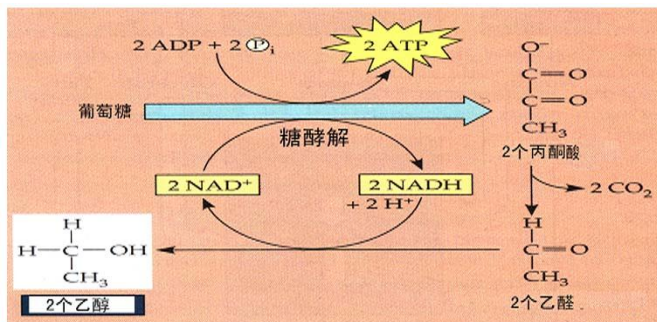 2 ADP + 2 Ⓟi
2 ATP
O⁻
C=O
C=O
CH₃
葡萄糖
糖酵解
2个丙酮酸
2 NAD⁺
2 NADH
+ 2 H⁺
2 CO₂
H
H—C—OH
CH₃
2个乙醇
H
C=O
CH₃
2个乙醛